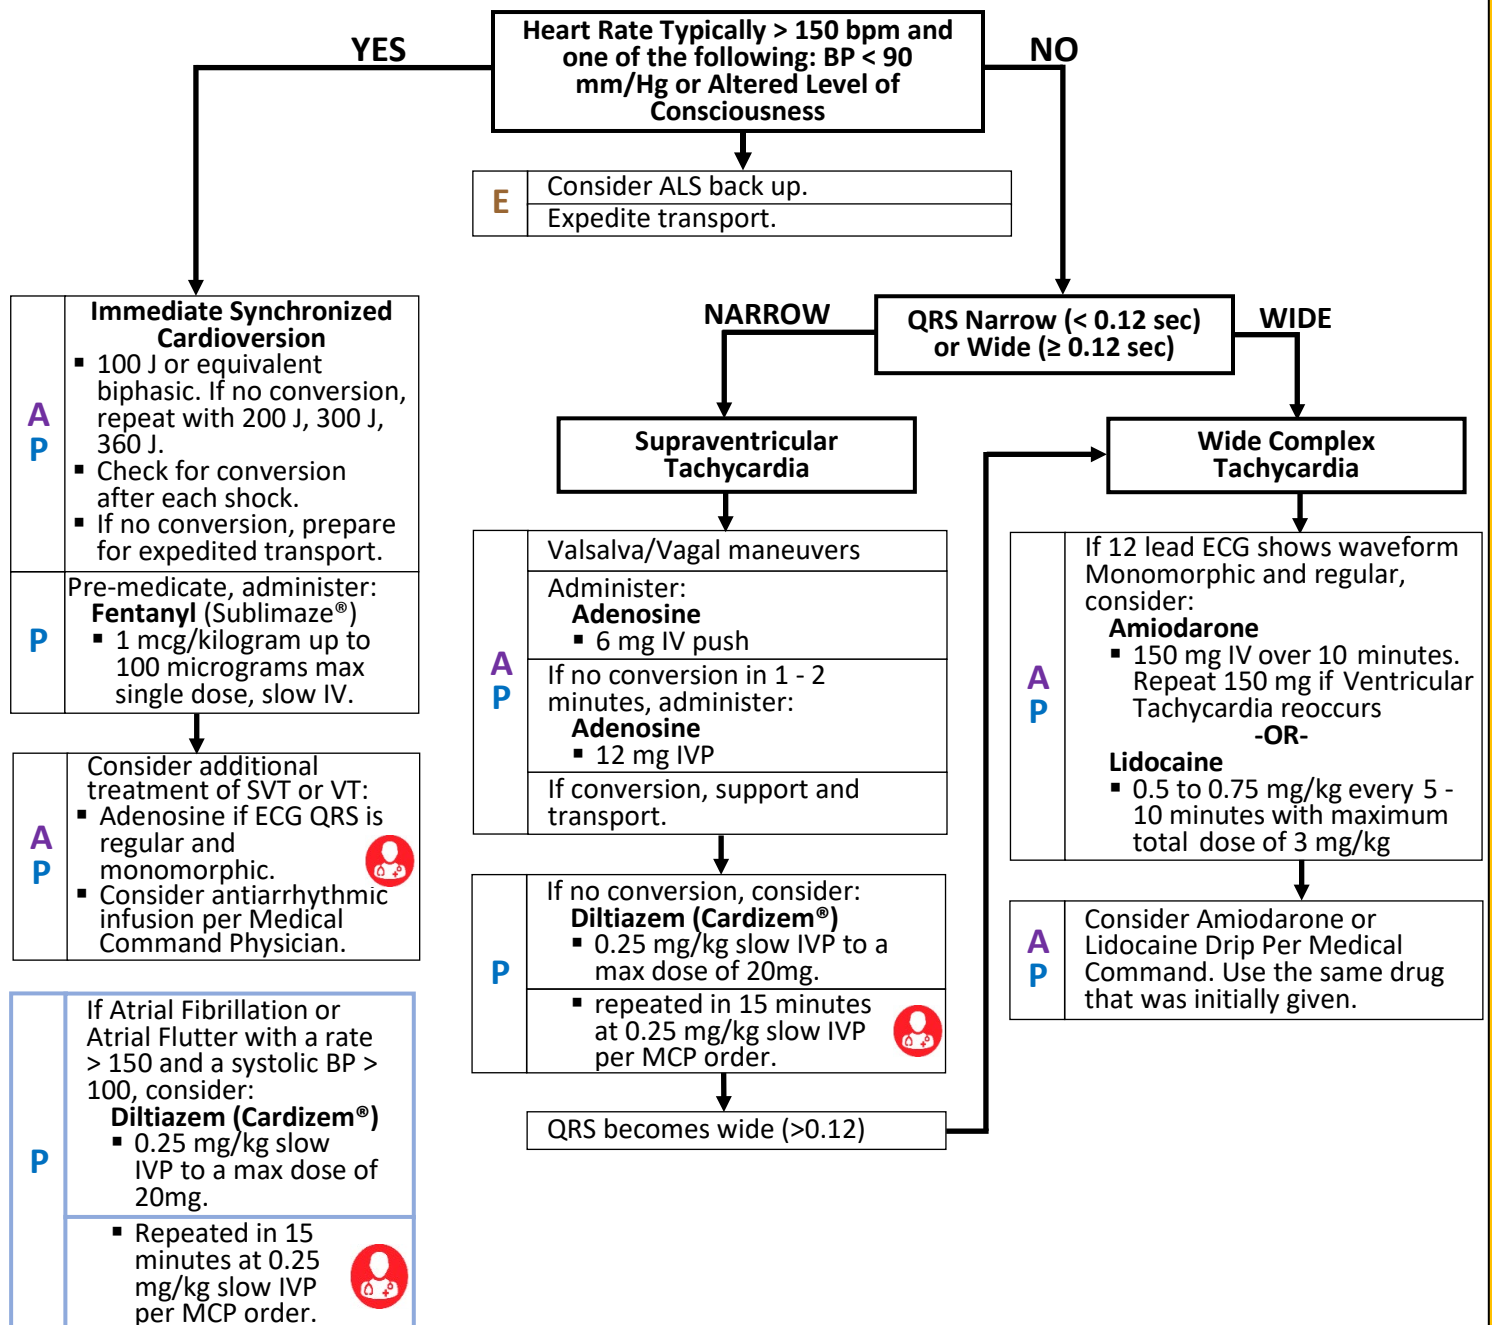 Heart Rate Typically > 150 bpm and
one of the following: BP < 90
mm/Hg or Altered Level of
Consciousness
YES
NO
E
Consider ALS back up.
Expedite transport.
A
P
Immediate Synchronized
Cardioversion
▪ 100 J or equivalent
biphasic. If no conversion,
repeat with 200 J, 300 J,
360 J.
▪ Check for conversion
after each shock.
▪ If no conversion, prepare
for expedited transport.
P
Pre-medicate, administer:
Fentanyl (Sublimaze®)
▪ 1 mcg/kilogram up to
100 micrograms max
single dose, slow IV.
A
P
Consider additional
treatment of SVT or VT:
▪ Adenosine if ECG QRS is
regular and
monomorphic.
▪ Consider antiarrhythmic
infusion per Medical
Command Physician.
P
If Atrial Fibrillation or
Atrial Flutter with a rate
> 150 and a systolic BP >
100, consider:
Diltiazem (Cardizem®)
▪ 0.25 mg/kg slow
IVP to a max dose of
20mg.
▪ Repeated in 15
minutes at 0.25
mg/kg slow IVP
per MCP order.
QRS Narrow (< 0.12 sec)
or Wide (≥ 0.12 sec)
NARROW
WIDE
Supraventricular
Tachycardia
A
P
Valsalva/Vagal maneuvers
Administer:
Adenosine
▪ 6 mg IV push
If no conversion in 1 - 2
minutes, administer:
Adenosine
▪ 12 mg IVP
If conversion, support and
transport.
P
If no conversion, consider:
Diltiazem (Cardizem®)
▪ 0.25 mg/kg slow IVP to a
max dose of 20mg.
▪ repeated in 15 minutes
at 0.25 mg/kg slow IVP
per MCP order.
QRS becomes wide (>0.12)
Wide Complex
Tachycardia
A
P
If 12 lead ECG shows waveform
Monomorphic and regular,
consider:
Amiodarone
▪ 150 mg IV over 10 minutes.
Repeat 150 mg if Ventricular
Tachycardia reoccurs
-OR-
Lidocaine
▪ 0.5 to 0.75 mg/kg every 5 -
10 minutes with maximum
total dose of 3 mg/kg
A
P
Consider Amiodarone or
Lidocaine Drip Per Medical
Command. Use the same drug
that was initially given.